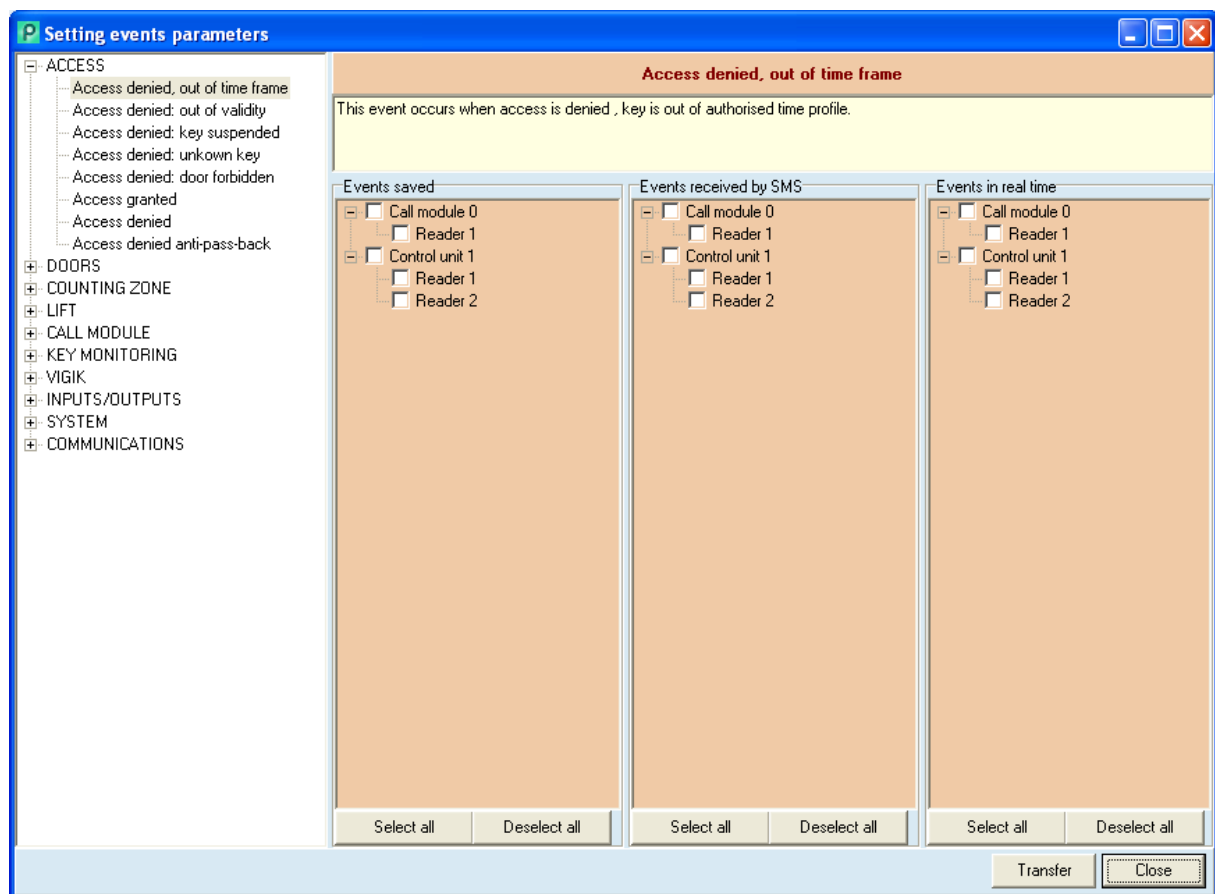 Setting events parameters
ACCESS
Access denied, out of time frame
Access denied: out of validity
Access denied: key suspended
Access denied: unkown key
Access denied: door forbidden
Access granted
Access denied
Access denied anti-pass-back
DOORS
COUNTING ZONE
LIFT
CALL MODULE
KEY MONITORING
VIGIK
INPUTS/OUTPUTS
SYSTEM
COMMUNICATIONS
Access denied, out of time frame
This event occurs when access is denied , key is out of authorised time profile.
Events saved
Call module 0
Reader 1
Control unit 1
Reader 1
Reader 2
Select all
Deselect all
Events received by SMS
Call module 0
Reader 1
Control unit 1
Reader 1
Reader 2
Select all
Deselect all
Events in real time
Call module 0
Reader 1
Control unit 1
Reader 1
Reader 2
Select all
Deselect all
Transfer
Close